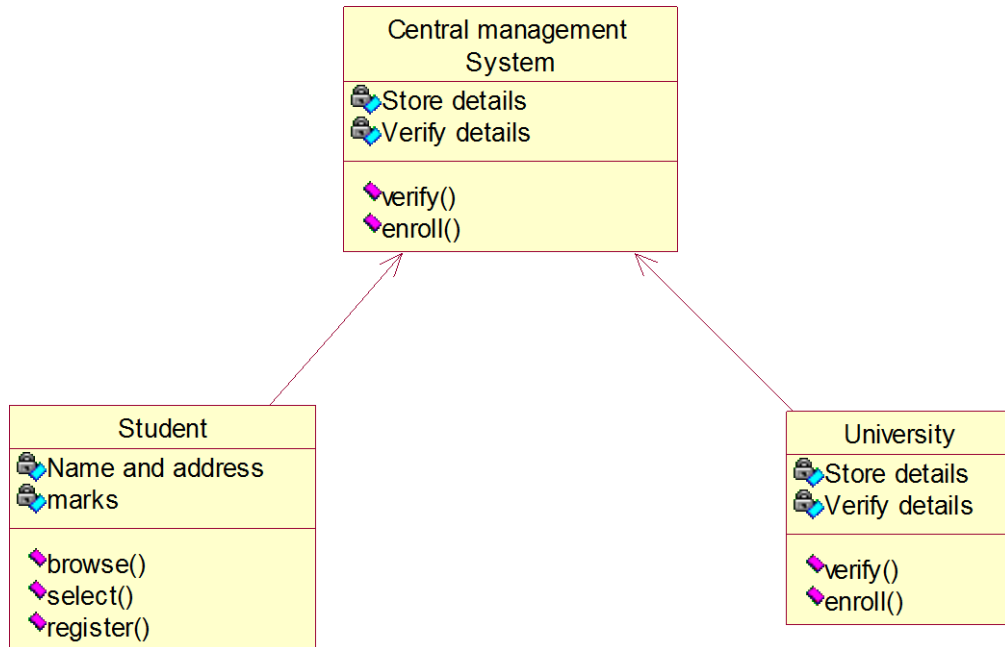 Central management
System
Store details
Verify details
verify()
enroll()
Student
Name and address
marks
browse()
select()
register()
University
Store details
Verify details
verify()
enroll()